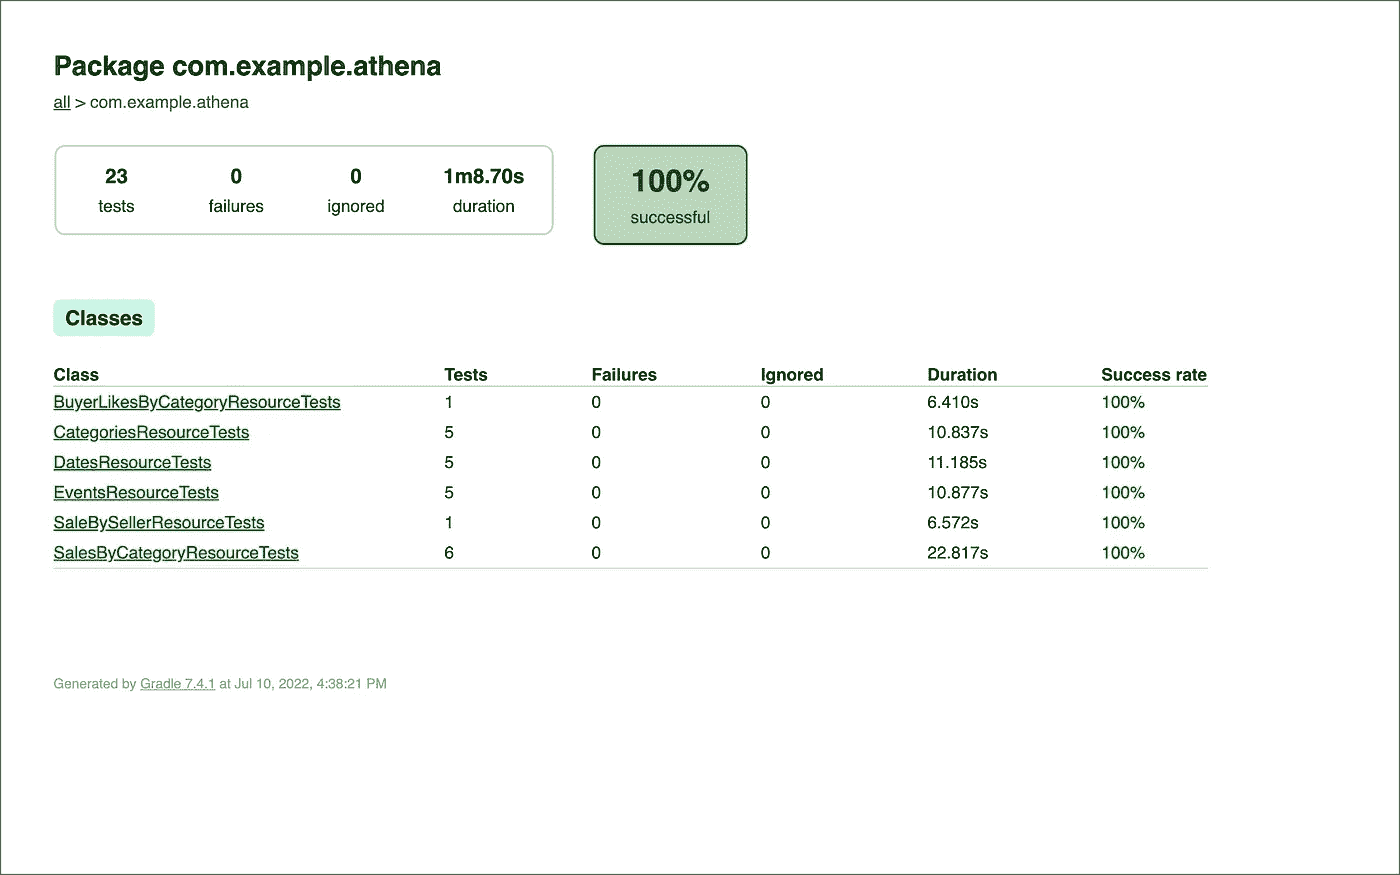 Package com.example.athena
all > com.example.athena
23 0 0 1m8.70s
tests failures ignored duration
100%
successful
Classes
Class Tests Failures Ignored Duration Success rate
BuyerLikesByCategoryResourceTests 1 0 0 6.410s 100%
CategoriesResourceTests 5 0 0 10.837s 100%
DatesResourceTests 5 0 0 11.185s 100%
EventsResourceTests 5 0 0 10.877s 100%
SaleBySellerResourceTests 1 0 0 6.572s 100%
SalesByCategoryResourceTests 6 0 0 22.817s 100%
Generated by Gradle 7.4.1 at Jul 10, 2022, 4:38:21 PM